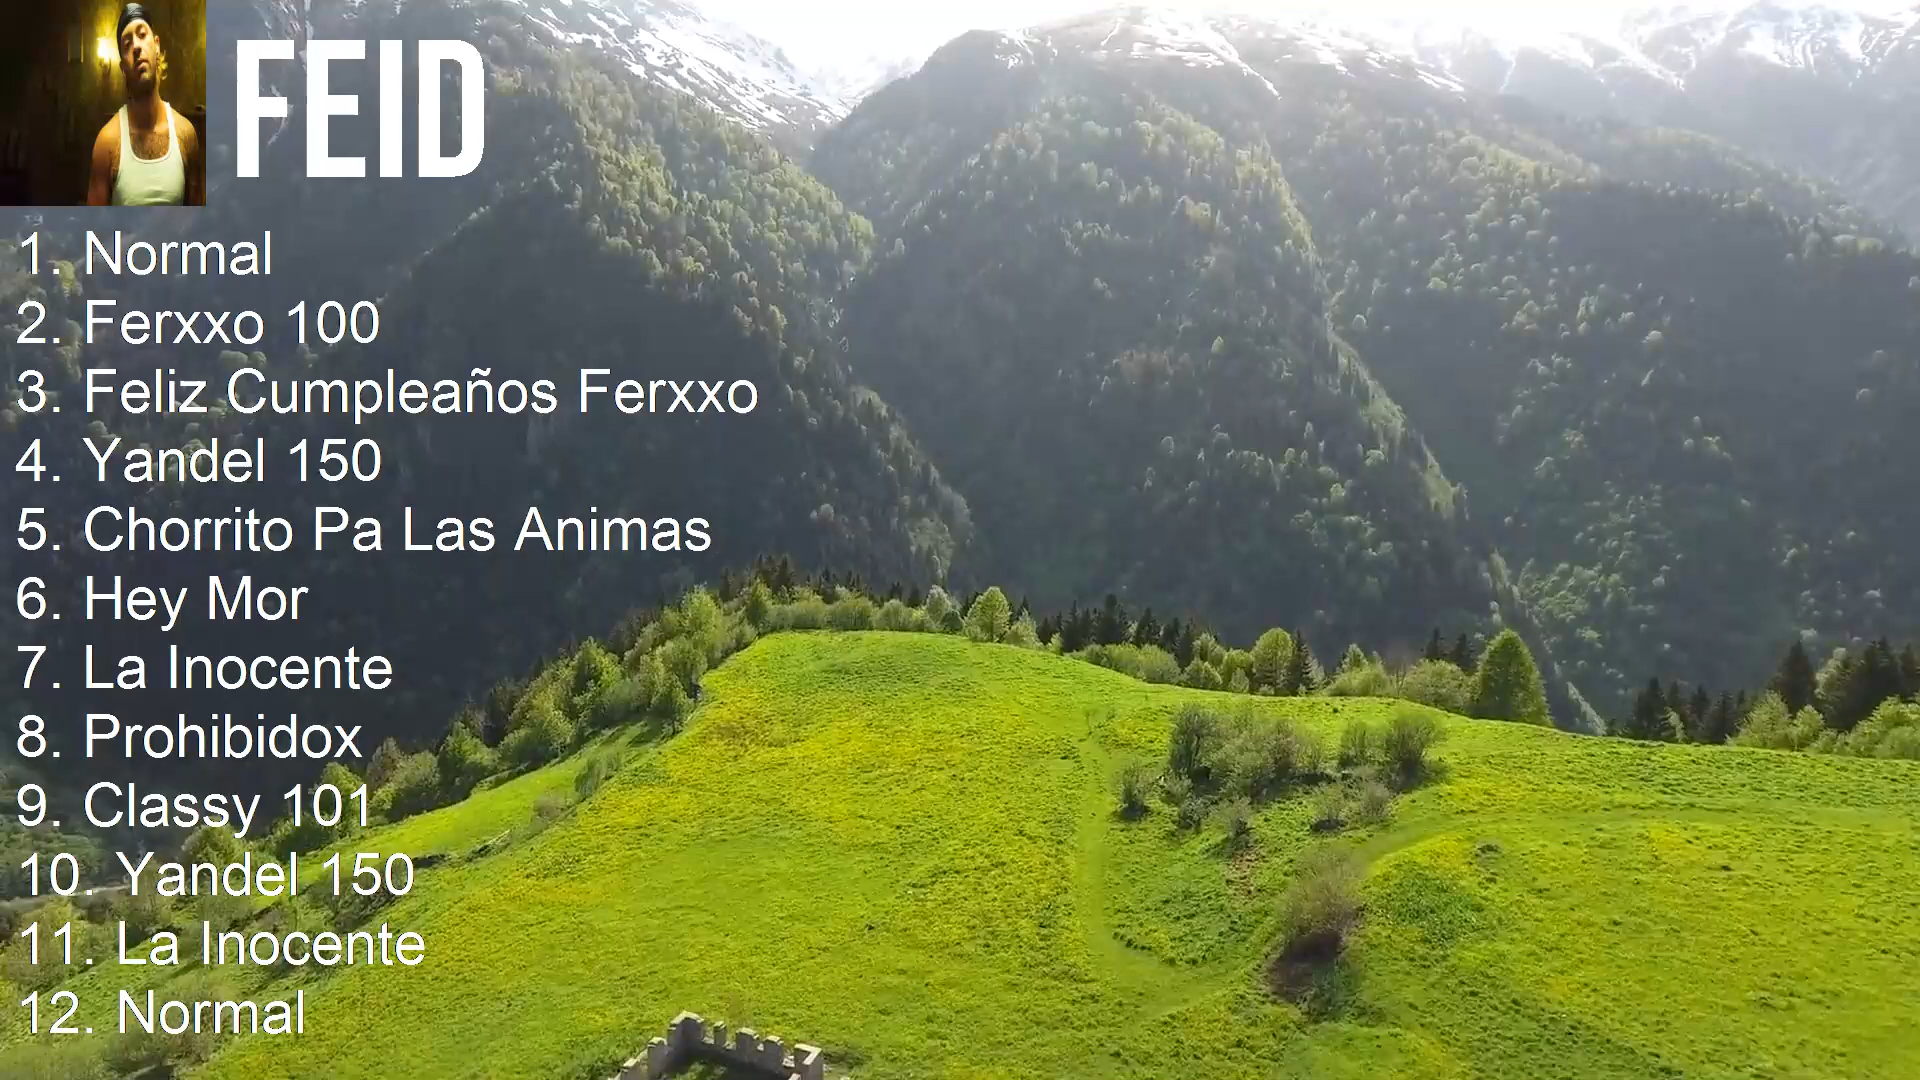 FEID
1. Normal
2. Ferxxo 100
3. Feliz Cumpleaños Ferxxo
4. Yandel 150
5. Chorrito Pa Las Animas
6. Hey Mor
7. La Inocente
8. Prohibidox
9. Classy 101
10. Yandel 150
11. La Inocente
12. Normal